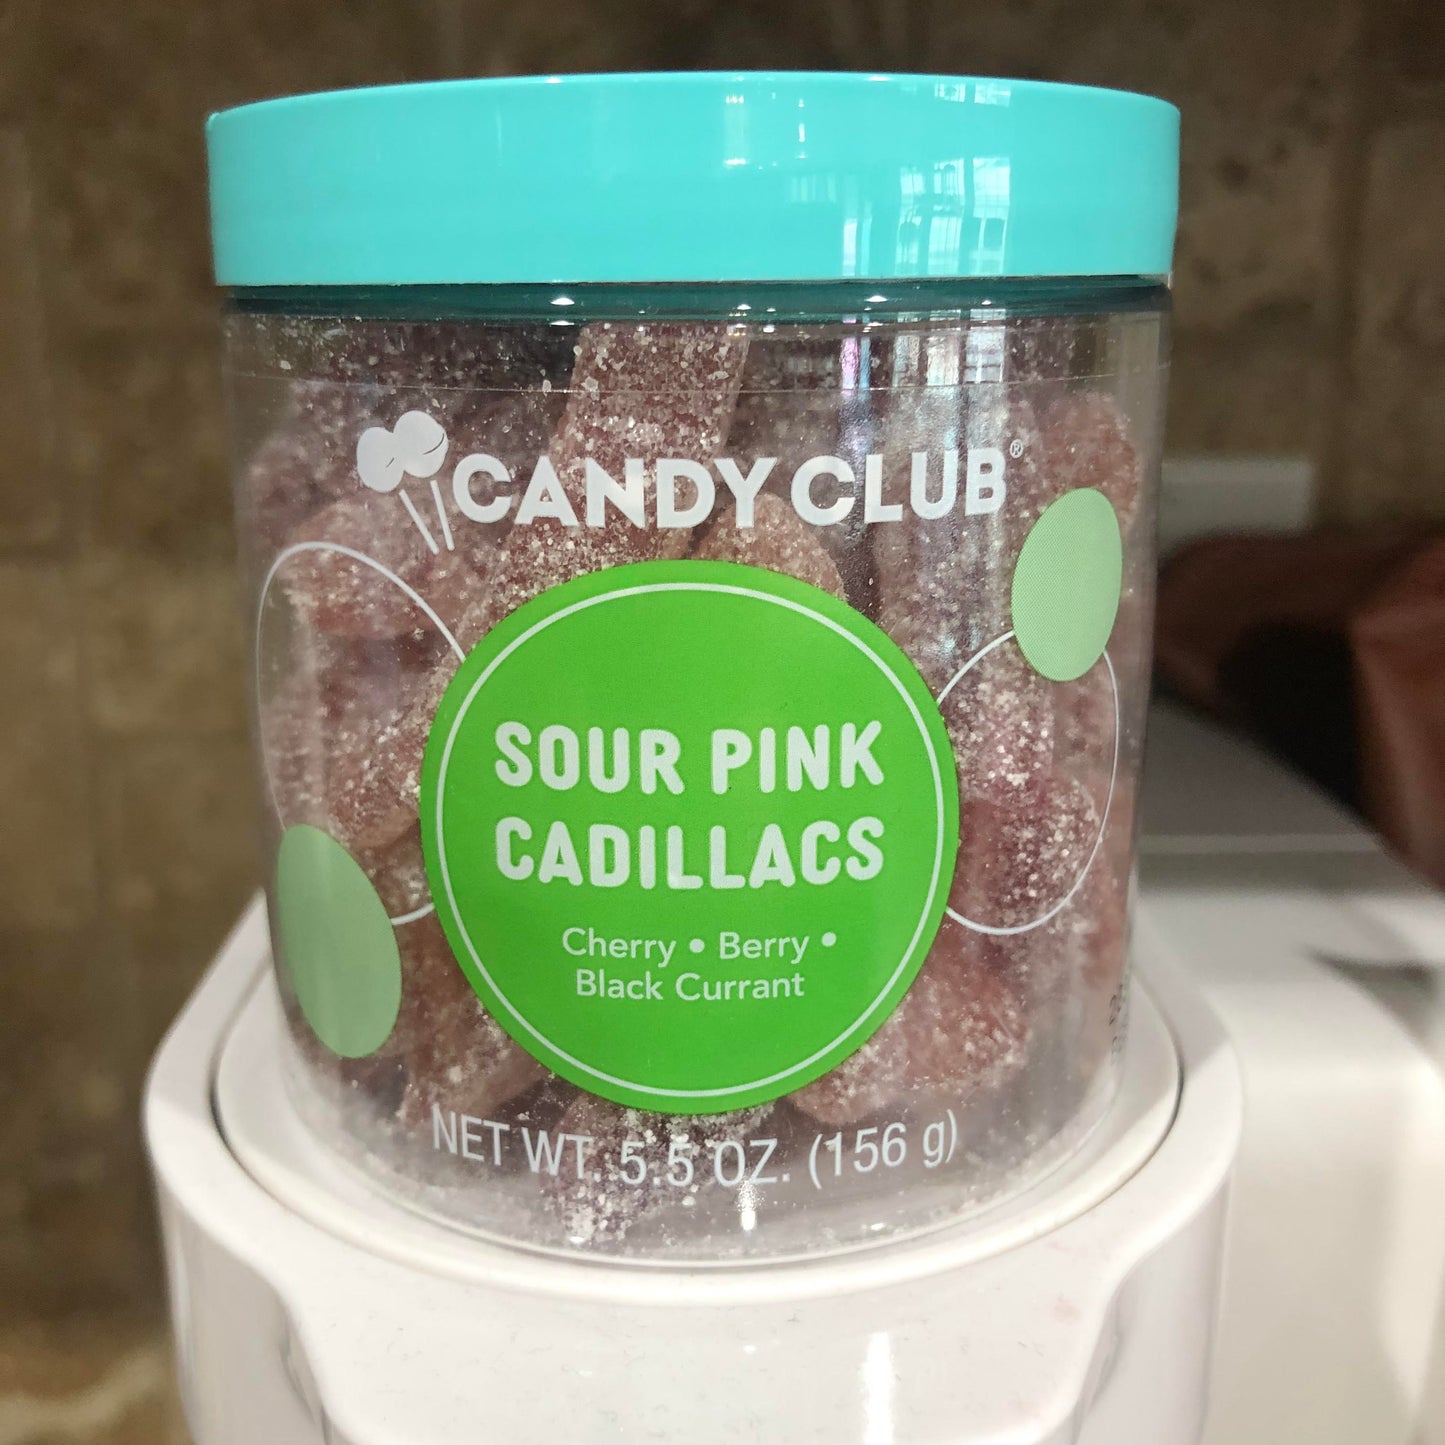 CANDY CLUB®
SOUR PINK
CADILLACS
Cherry • Berry •
Black Currant
NET WT. 5.5 OZ. (156 g)